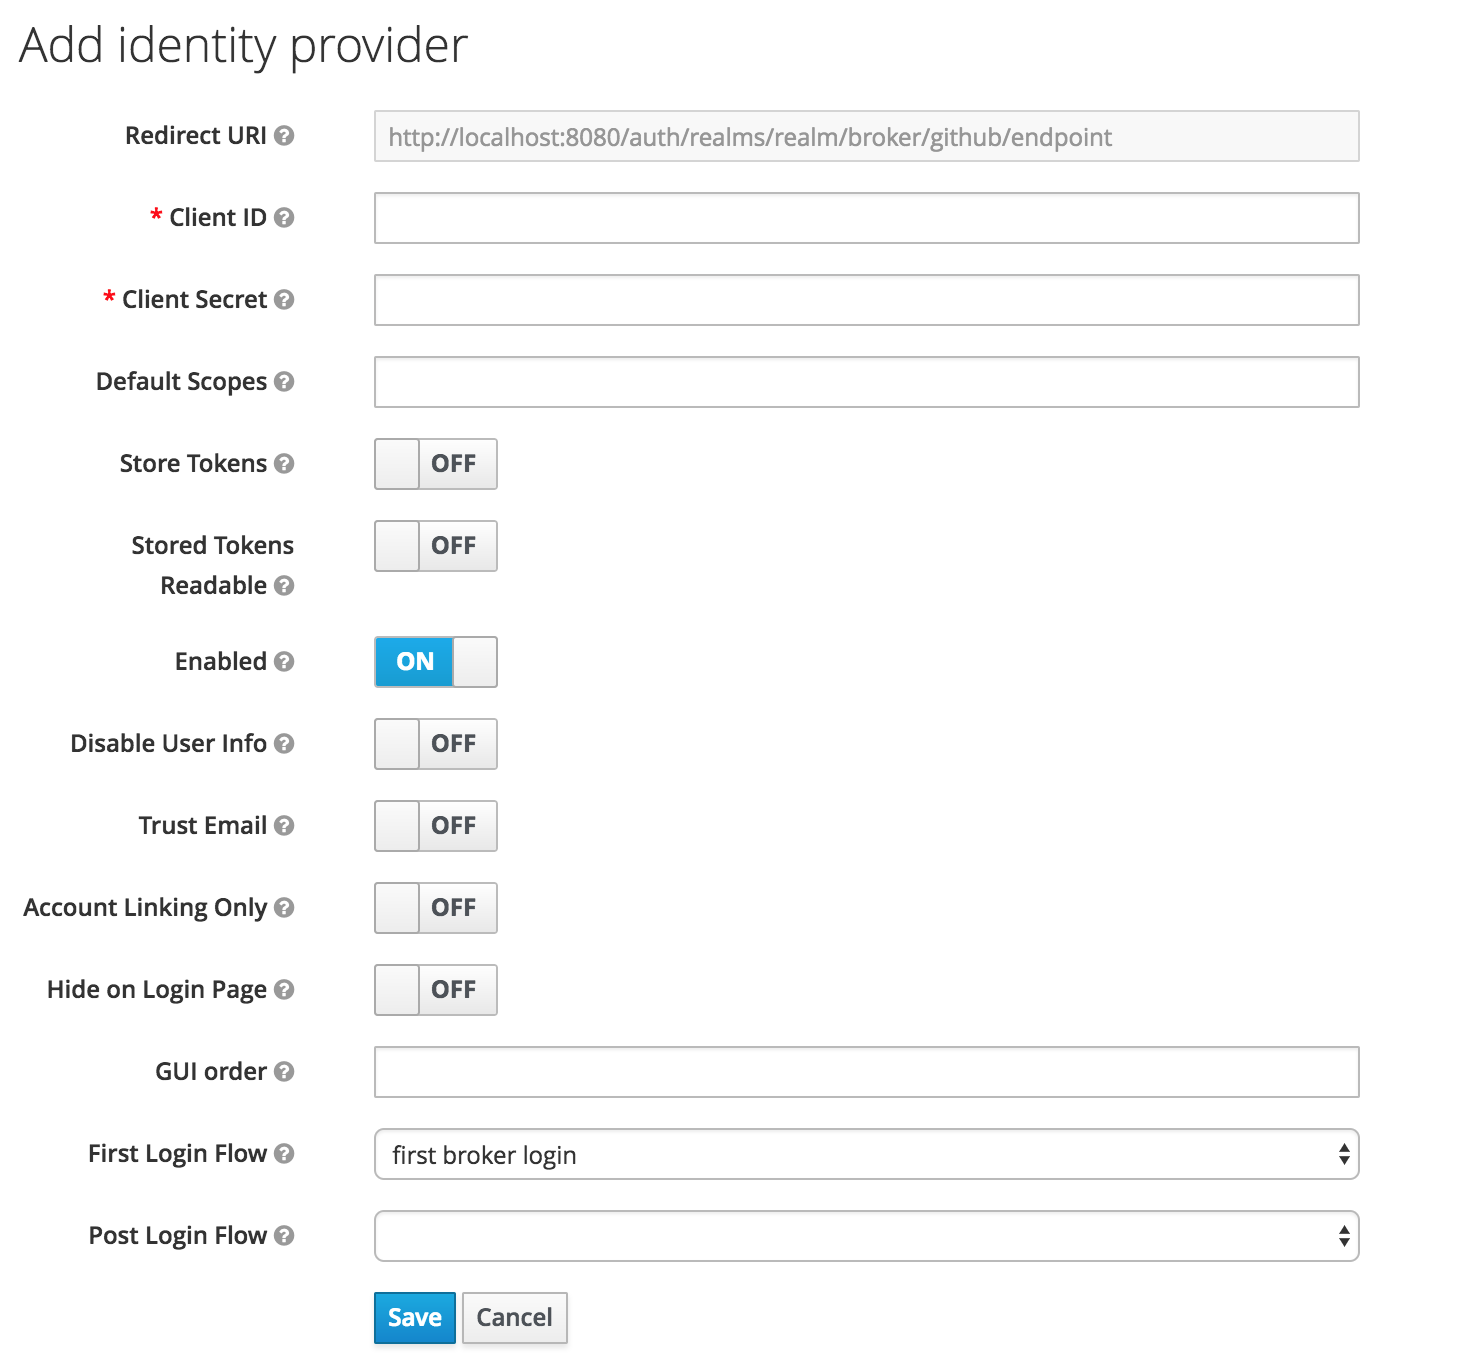 Add identity provider
Redirect URI
http://localhost:8080/auth/realms/realm/broker/github/endpoint
* Client ID
* Client Secret
Default Scopes
Store Tokens
OFF
Stored Tokens
Readable
OFF
Enabled
ON
Disable User Info
OFF
Trust Email
OFF
Account Linking Only
OFF
Hide on Login Page
OFF
GUI order
First Login Flow
first broker login
Post Login Flow
Save
Cancel